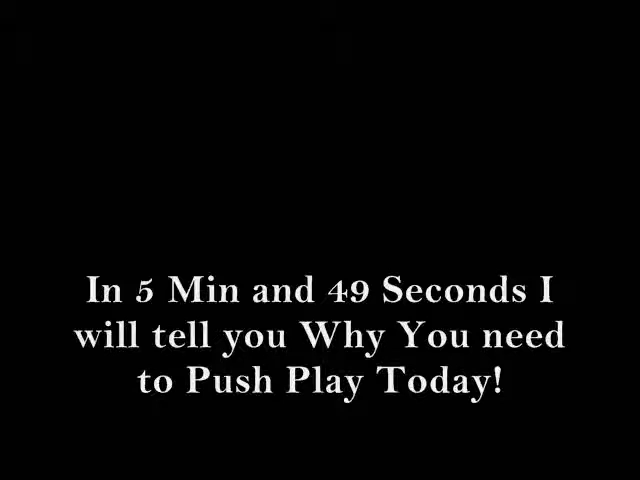 In 5 Min and 49 Seconds I
will tell you Why You need
to Push Play Today!